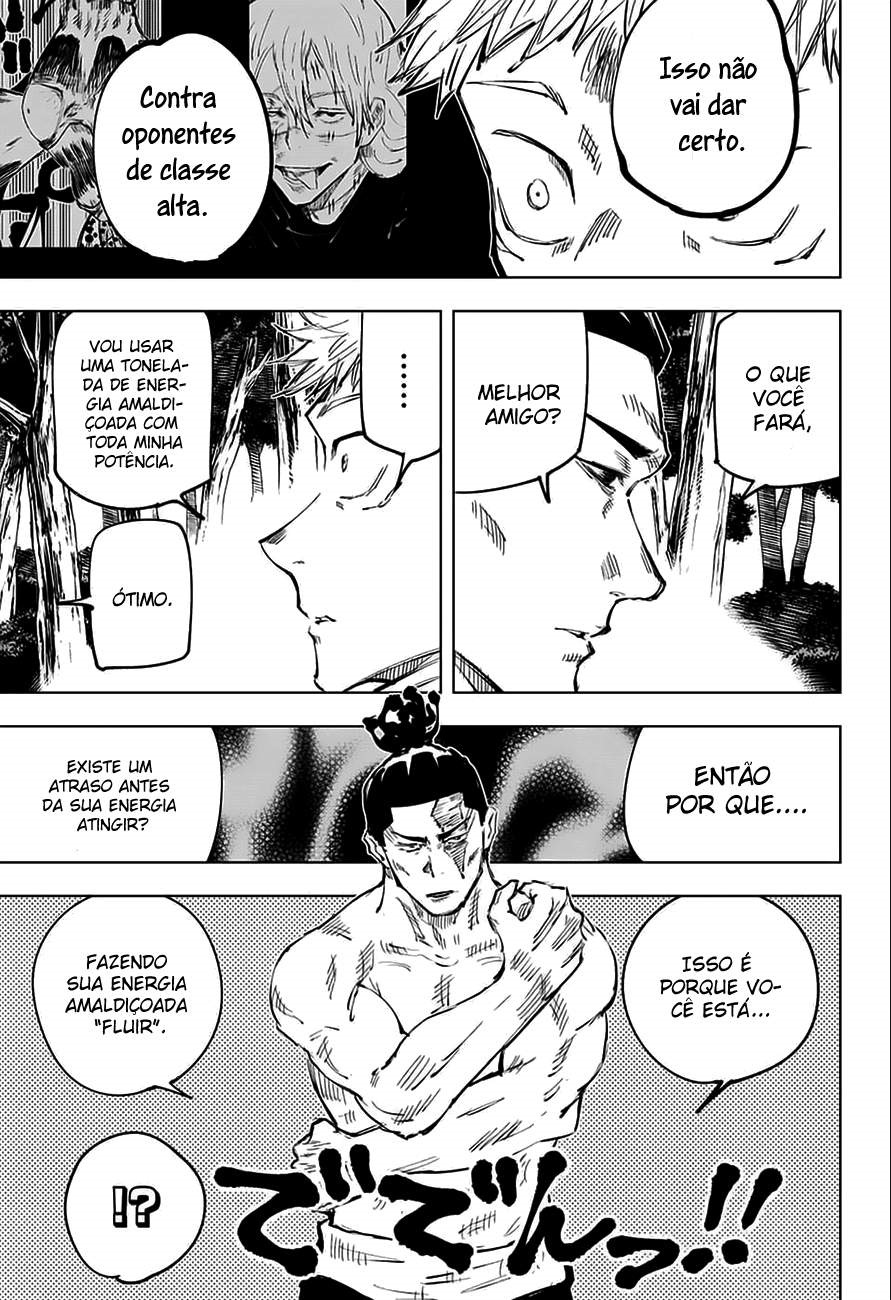 Isso não
vai dar
certo.
Contra
oponentes
de classe
alta.
O QUE
VOCÊ
FARÁ,
MELHOR
AMIGO?
......
VOU USAR
UMA TONELA-
DA DE ENER-
GIA AMALDI-
ÇOADA COM
TODA MINHA
POTÊNCIA.
ÓTIMO.
ENTÃO
POR QUE....
EXISTE UM
ATRASO ANTES
DA SUA ENERGIA
ATINGIR?
ISSO É
PORQUE VO-
CÊ ESTÁ...
FAZENDO
SUA ENERGIA
AMALDIÇOADA
"FLUIR".
ででんっ!!
!?